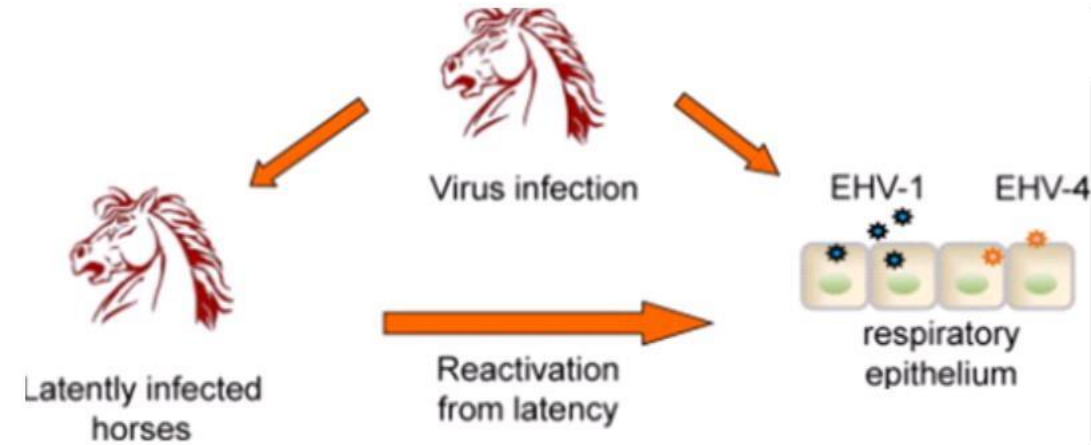 Virus infection
EHV-1
EHV-4
respiratory
epithelium
Reactivation
from latency
Latently infected
horses